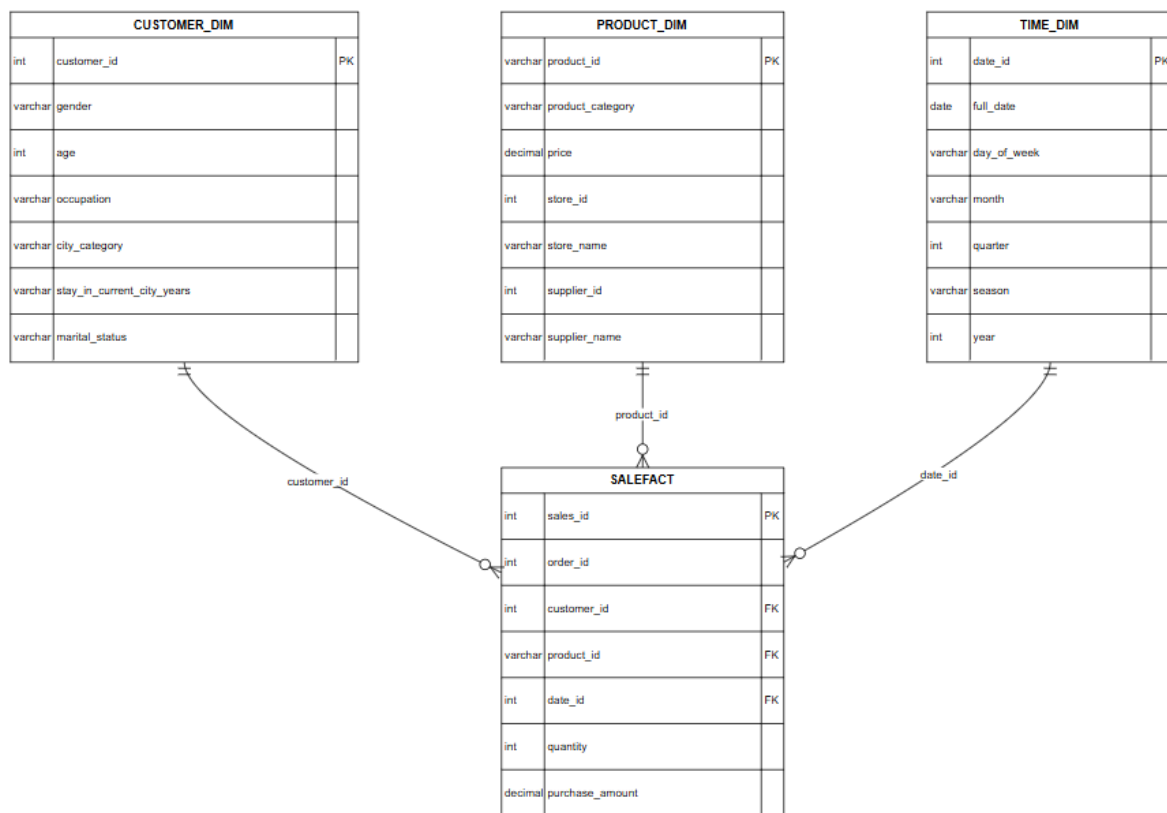 CUSTOMER_DIM
int customer_id PK
varchar gender
int age
varchar occupation
varchar city_category
varchar stay_in_current_city_years
varchar marital_status
PRODUCT_DIM
varchar product_id PK
varchar product_category
decimal price
int store_id
varchar store_name
int supplier_id
varchar supplier_name
TIME_DIM
int date_id PK
date full_date
varchar day_of_week
varchar month
int quarter
varchar season
int year
customer_id
product_id
date_id
SALEFACT
int sales_id PK
int order_id
int customer_id FK
varchar product_id FK
int date_id FK
int quantity
decimal purchase_amount